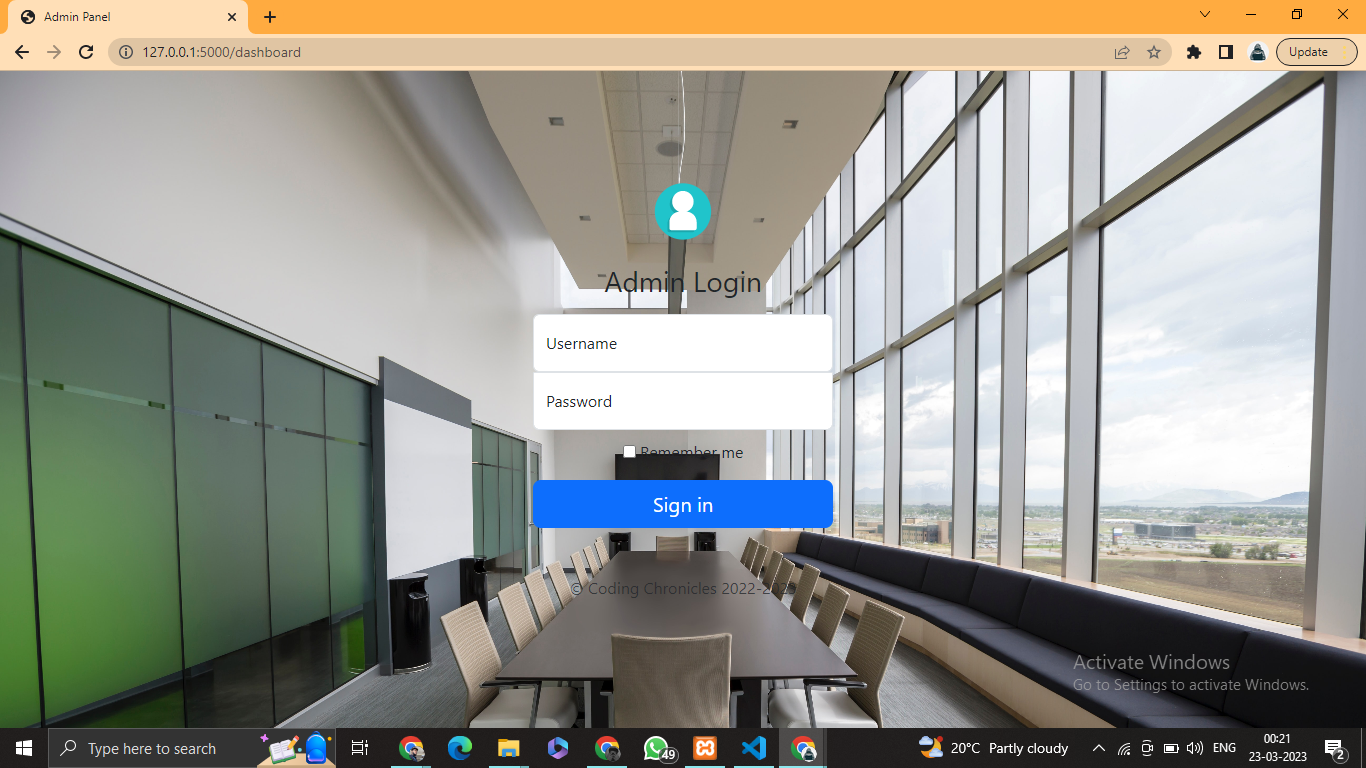 Admin Panel
127.0.0.1:5000/dashboard
Update
Admin Login
Username
Password
Remember me
Sign in
© Coding Chronicles 2022-2023
Activate Windows
Go to Settings to activate Windows.
Type here to search
49
20°C Partly cloudy
ENG
00:21
23-03-2023
2